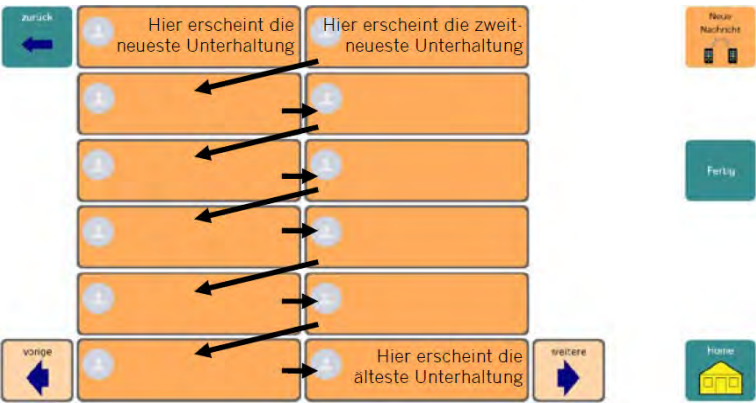 zurück
Hier erscheint die
neueste Unterhaltung
Hier erscheint die zweit-
neueste Unterhaltung
Neue
Nachricht
Fertig
vorige
Hier erscheint die
älteste Unterhaltung
weitere
Home